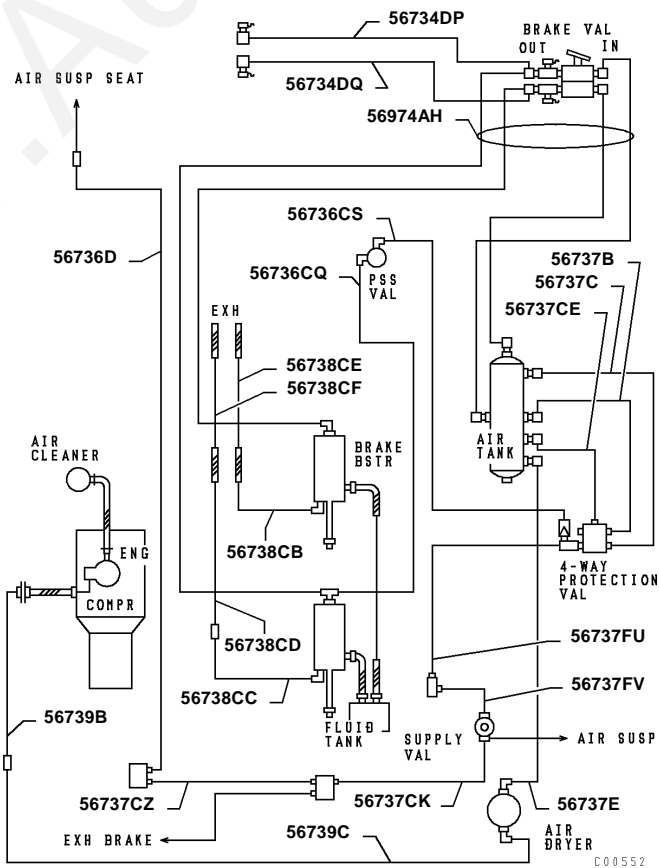 56734DP
BRAKE VAL
OUT
IN
AIR SUSP SEAT
56734DQ
56974AH
56736CS
56736D
56736CQ
56737B
56737C
56737CE
PSS
VAL
EXH
56738CE
56738CF
AIR
CLEANER
BRAKE
BSTR
AIR
TANK
56738CB
ENG
COMPR
4-WAY
PROTECTION
VAL
56738CD
56737FU
56738CC
56737FV
56739B
FLUID
TANK
SUPPLY
VAL
AIR SUSP
56737CZ
56737CK
56737E
EXH BRAKE
56739C
AIR
DRYER
C00552